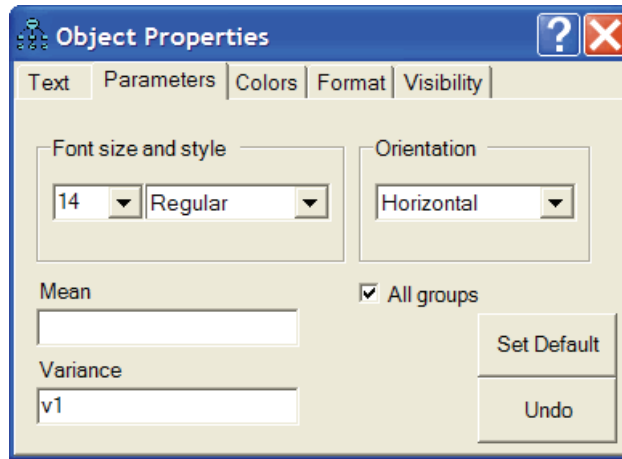 Object Properties
?
Text Parameters Colors Format Visibility
Font size and style Orientation
14 Regular Horizontal
Mean All groups
Set Default
Variance
v1
Undo